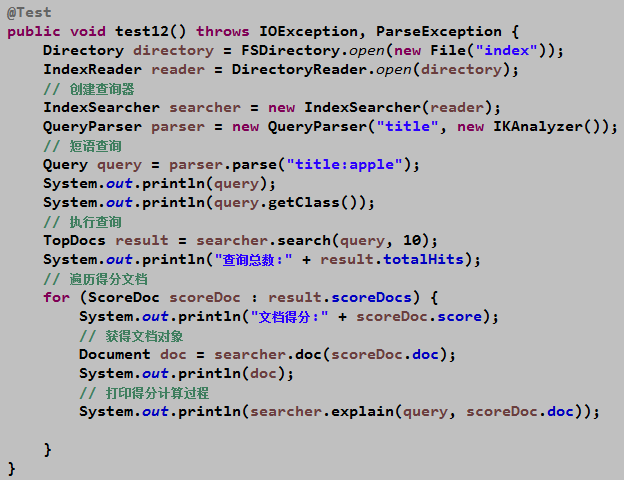 @Test
public void test12() throws IOException, ParseException {
    Directory directory = FSDirectory.open(new File("index"));
    IndexReader reader = DirectoryReader.open(directory);
    // 创建查询器
    IndexSearcher searcher = new IndexSearcher(reader);
    QueryParser parser = new QueryParser("title", new IKAnalyzer());
    // 短语查询
    Query query = parser.parse("title:apple");
    System.out.println(query);
    System.out.println(query.getClass());
    // 执行查询
    TopDocs result = searcher.search(query, 10);
    System.out.println("查询总数：" + result.totalHits);
    // 遍历得分文档
    for (ScoreDoc scoreDoc : result.scoreDocs) {
        System.out.println("文档得分：" + scoreDoc.score);
        // 获得文档对象
        Document doc = searcher.doc(scoreDoc.doc);
        System.out.println(doc);
        // 打印得分计算过程
        System.out.println(searcher.explain(query, scoreDoc.doc));

    }
}